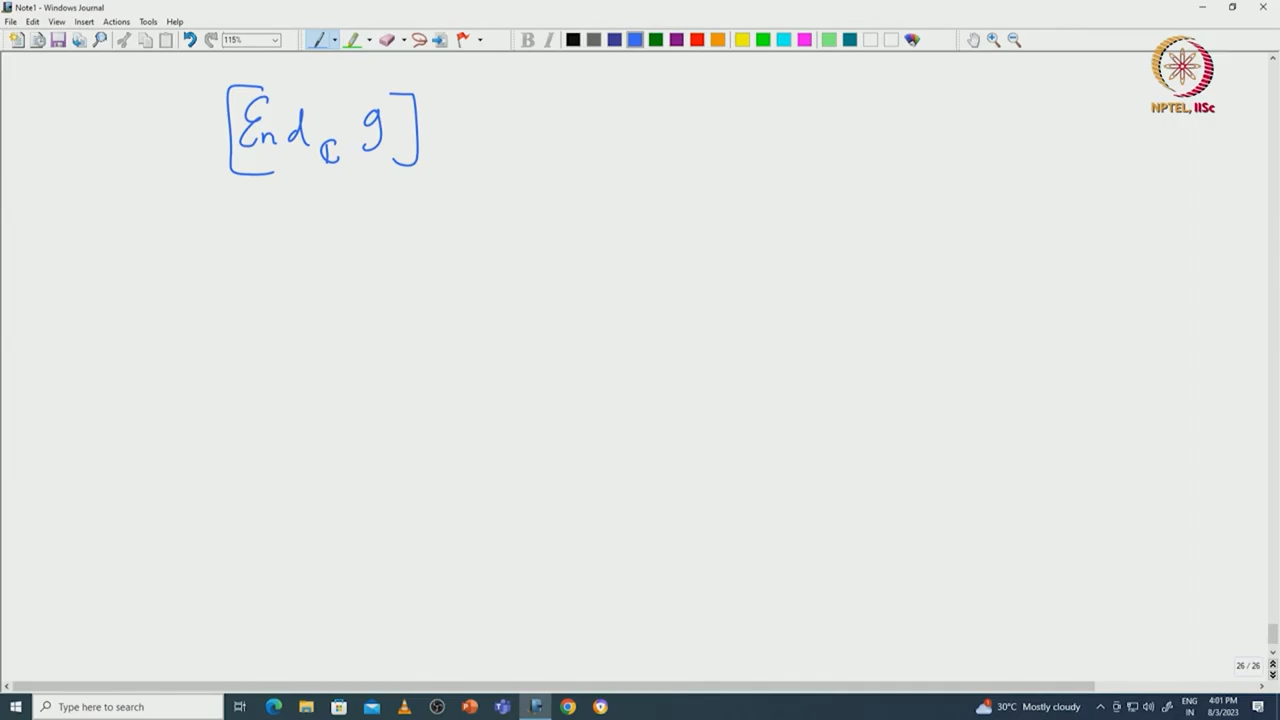 Note1 - Windows Journal
File Edit View Insert Actions Tools Help
115%
NPTEL, IISc
[End_ℂ g]
26 / 26
Type here to search
30°C Mostly cloudy
ENG
IN
4:01 PM
8/3/2023